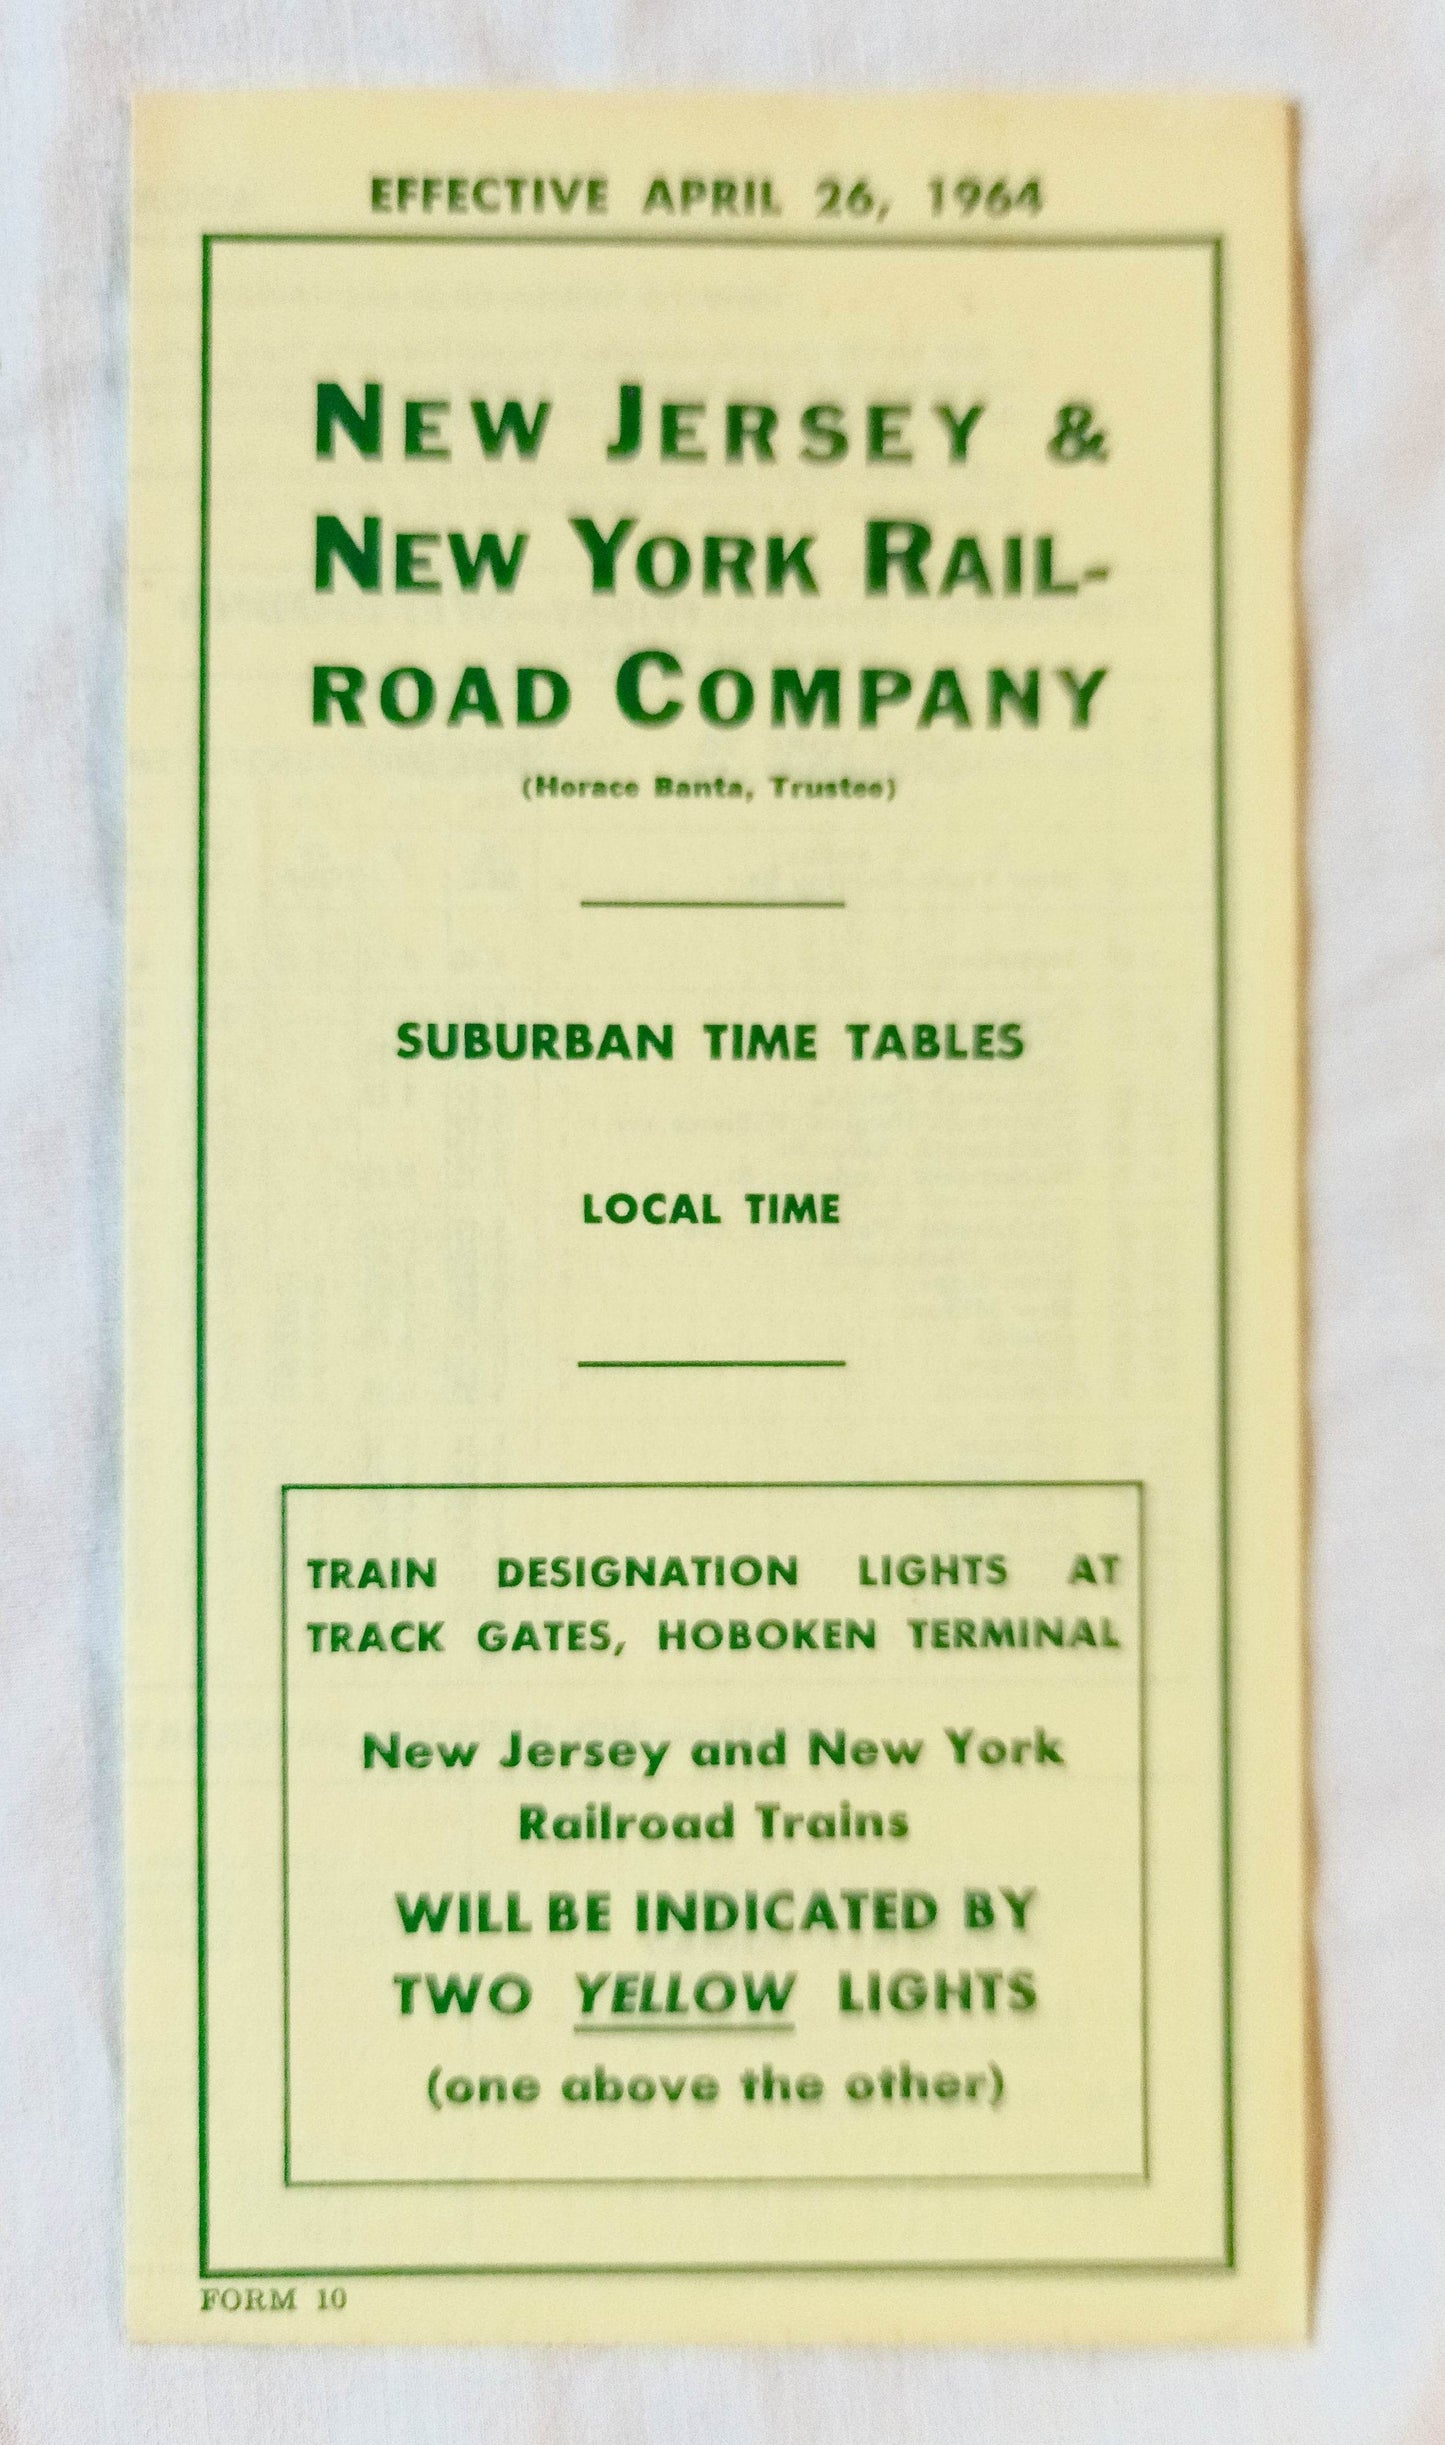 EFFECTIVE APRIL 26, 1964
NEW JERSEY &
NEW YORK RAIL-
ROAD COMPANY
(Horace Banta, Trustee)
SUBURBAN TIME TABLES
LOCAL TIME
TRAIN DESIGNATION LIGHTS AT
TRACK GATES, HOBOKEN TERMINAL
New Jersey and New York
Railroad Trains
WILL BE INDICATED BY
TWO YELLOW LIGHTS
(one above the other)
FORM 10